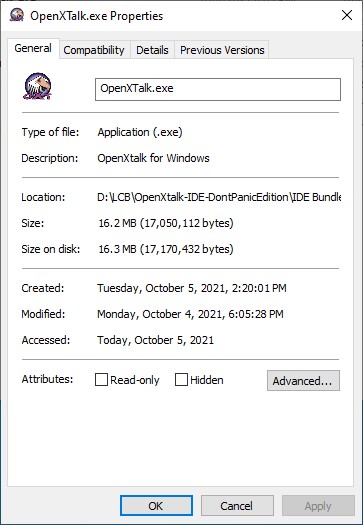 OpenXTalk.exe Properties
General Compatibility Details Previous Versions
OpenXTalk.exe
Type of file: Application (.exe)
Description: OpenXtalk for Windows
Location: D:\LCB\OpenXtalk-IDE-DontPanicEdition\IDE Bundle
Size: 16.2 MB (17,050,112 bytes)
Size on disk: 16.3 MB (17,170,432 bytes)
Created: Tuesday, October 5, 2021, 2:20:01 PM
Modified: Monday, October 4, 2021, 6:05:28 PM
Accessed: Today, October 5, 2021
Attributes: Read-only Hidden Advanced...
OK Cancel Apply